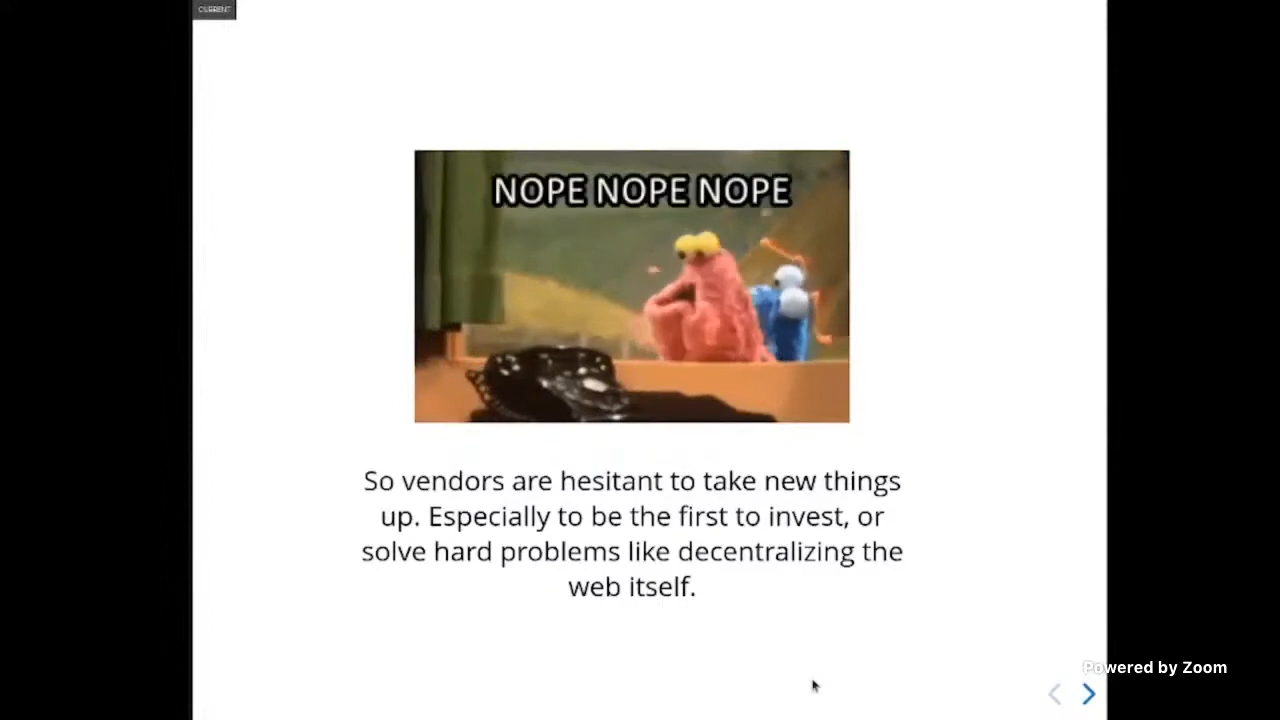 CURRENT
NOPE NOPE NOPE
So vendors are hesitant to take new things
up. Especially to be the first to invest, or
solve hard problems like decentralizing the
web itself.
Powered by Zoom